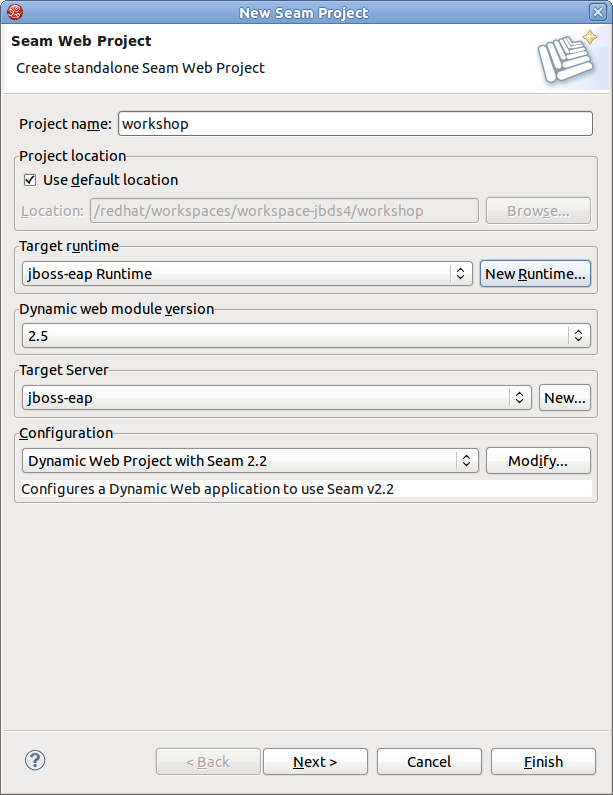 New Seam Project
Seam Web Project
Create standalone Seam Web Project
Project name: workshop
Project location
Use default location
Location: /redhat/workspaces/workspace-jbds4/workshop Browse...
Target runtime
jboss-eap Runtime New Runtime...
Dynamic web module version
2.5
Target Server
jboss-eap New...
Configuration
Dynamic Web Project with Seam 2.2 Modify...
Configures a Dynamic Web application to use Seam v2.2
? < Back Next > Cancel Finish